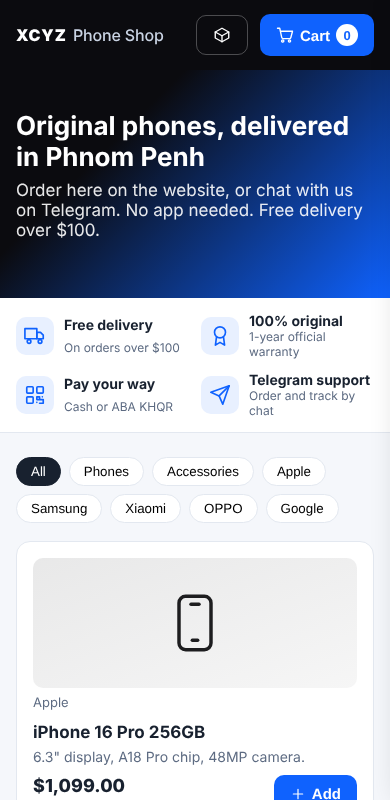 XCYZ Phone Shop
Cart 0
Original phones, delivered
in Phnom Penh
Order here on the website, or chat with us
on Telegram. No app needed. Free delivery
over $100.
Free delivery
On orders over $100
100% original
1-year official
warranty
Pay your way
Cash or ABA KHQR
Telegram support
Order and track by
chat
All Phones Accessories Apple
Samsung Xiaomi OPPO Google
Apple
iPhone 16 Pro 256GB
6.3" display, A18 Pro chip, 48MP camera.
$1,099.00
+ Add